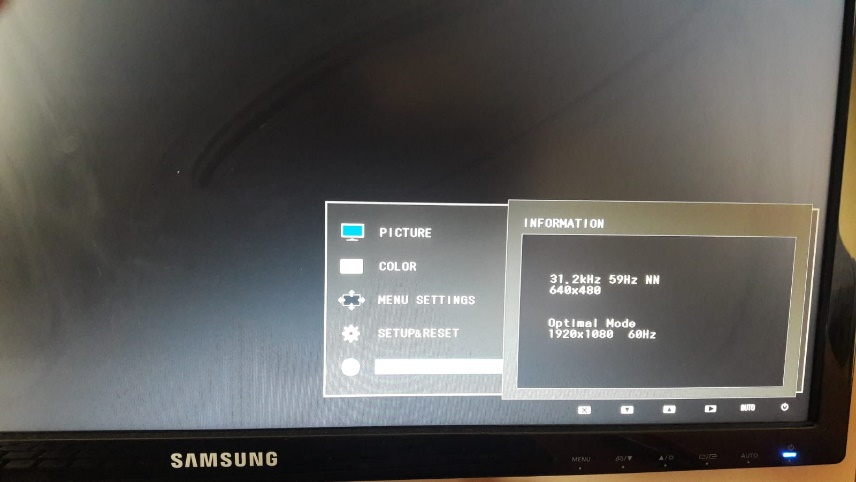 PICTURE
COLOR
MENU SETTINGS
SETUP&RESET
INFORMATION
31.2kHz 59Hz NN
640x480
Optimal Mode
1920x1080 60Hz
AUTO
SAMSUNG
MENU
AUTO